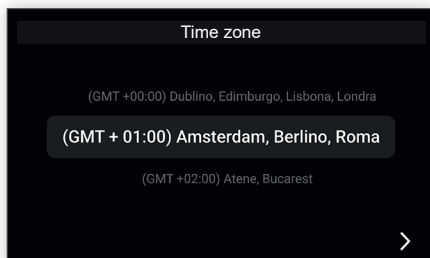 Time zone
(GMT +00:00) Dublino, Edimburgo, Lisbona, Londra
(GMT + 01:00) Amsterdam, Berlino, Roma
(GMT +02:00) Atene, Bucarest